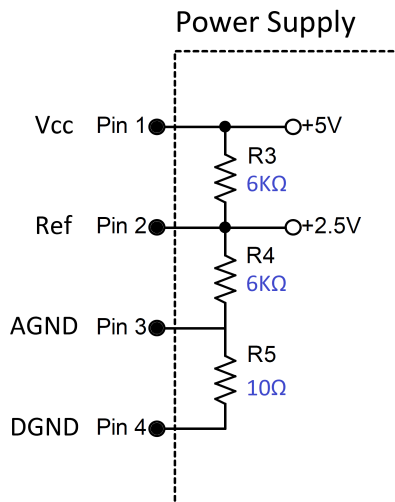 Power Supply
Vcc Pin 1 +5V
R3
6KΩ
Ref Pin 2 +2.5V
R4
6KΩ
AGND Pin 3
R5
10Ω
DGND Pin 4